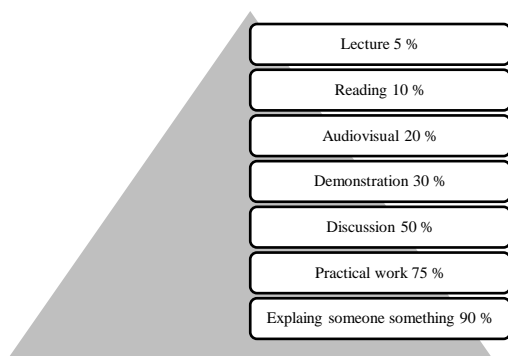 Lecture 5 %
Reading 10 %
Audiovisual 20 %
Demonstration 30 %
Discussion 50 %
Practical work 75 %
Explaing someone something 90 %